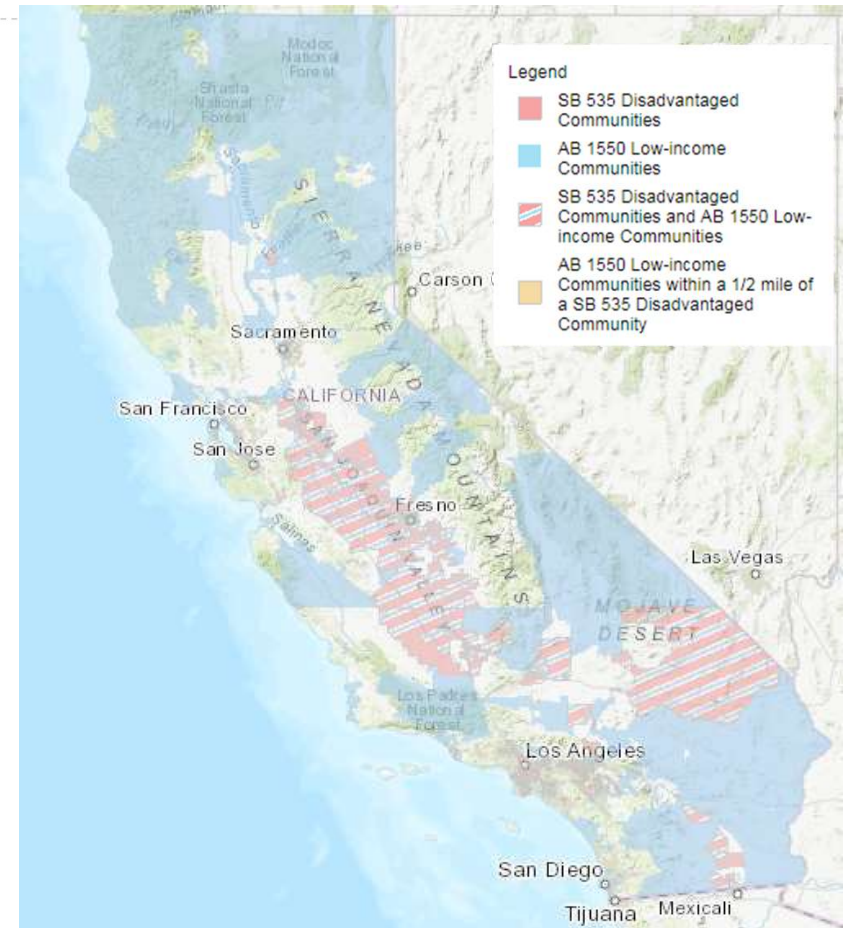 Modoc
National
Forest
Shasta
National
Forest
Legend
SB 535 Disadvantaged
Communities
AB 1550 Low-income
Communities
SB 535 Disadvantaged
Communities and AB 1550 Low-
income Communities
AB 1550 Low-income
Communities within a 1/2 mile of
a SB 535 Disadvantaged
Community
Sacramento
SIERRA NEVADA MOUNTAINS
Carson
Sacramento
CALIFORNIA
San Francisco
San Jose
SAN JOAQUIN VALLEY
Fresno
Salinas
Las Vegas
MOJAVE
DESERT
Los Padres
National
Forest
Los Angeles
San Diego
Tijuana
Mexicali